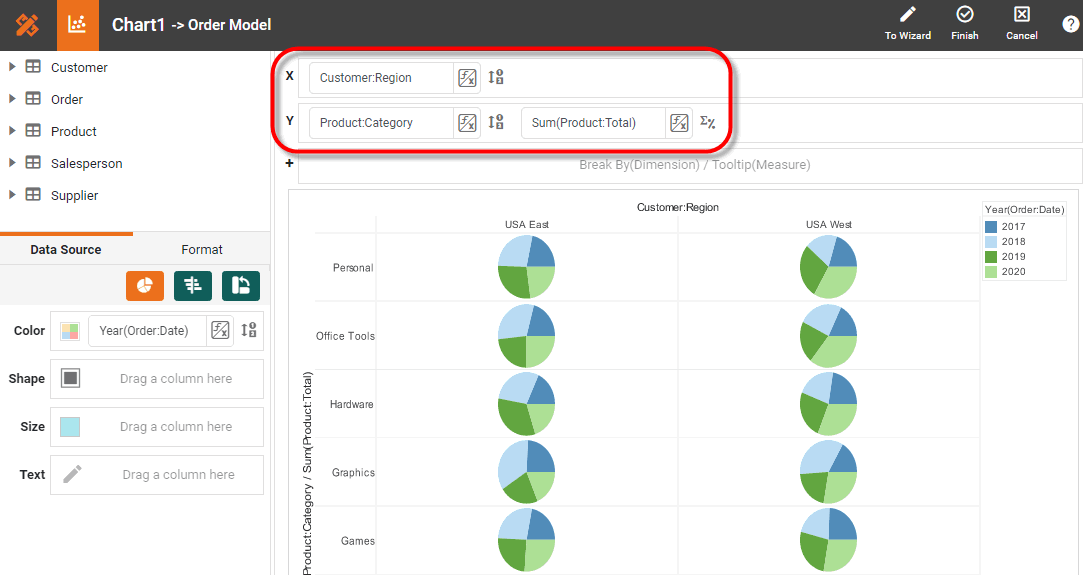 Chart1 -> Order Model
To Wizard
Finish
Cancel
?
Customer
Order
Product
Salesperson
Supplier
Data Source
Format
Color
Year(Order:Date)
Shape
Drag a column here
Size
Drag a column here
Text
Drag a column here
X
Customer:Region
Y
Product:Category
Sum(Product:Total)
+
Break By(Dimension) / Tooltip(Measure)
Customer:Region
USA East
USA West
Product:Category / Sum(Product:Total)
Personal
Office Tools
Hardware
Graphics
Games
Year(Order:Date)
2017
2018
2019
2020